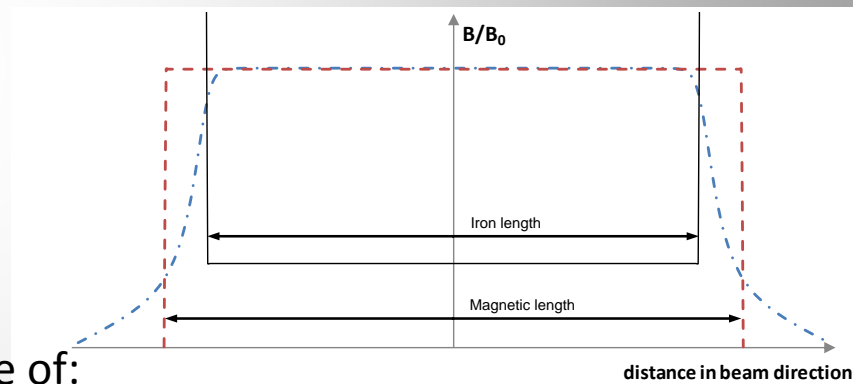 B/B₀
Iron length
Magnetic length
e of:
distance in beam direction